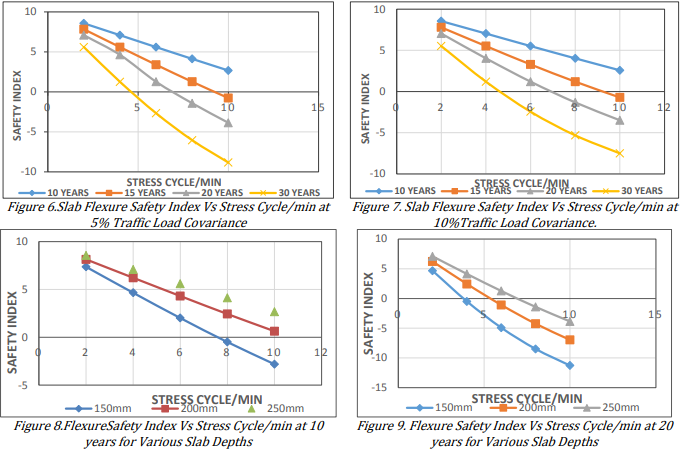 10
5
0
-5
-10
0
5
10
15
SAFETY INDEX
STRESS CYCLE/MIN
10 YEARS
15 YEARS
20 YEARS
30 YEARS
Figure 6.Slab Flexure Safety Index Vs Stress Cycle/min at
5% Traffic Load Covariance
10
5
0
-5
-10
0
2
4
6
8
10
12
SAFETY INDEX
STRESS CYCLE/MIN
10 YEARS
15 YEARS
20 YEARS
30 YEARS
Figure 7. Slab Flexure Safety Index Vs Stress Cycle/min at
10%Traffic Load Covariance.
10
5
0
-5
0
2
4
6
8
10
12
SAFETY INDEX
STRESS CYCLE/MIN
150mm
200mm
250mm
Figure 8.FlexureSafety Index Vs Stress Cycle/min at 10
years for Various Slab Depths
10
5
0
-5
-10
-15
0
5
10
15
SAFETY INDEX
STRESS CYCLE/MIN
150mm
200mm
250mm
Figure 9. Flexure Safety Index Vs Stress Cycle/min at 20
years for Various Slab Depths